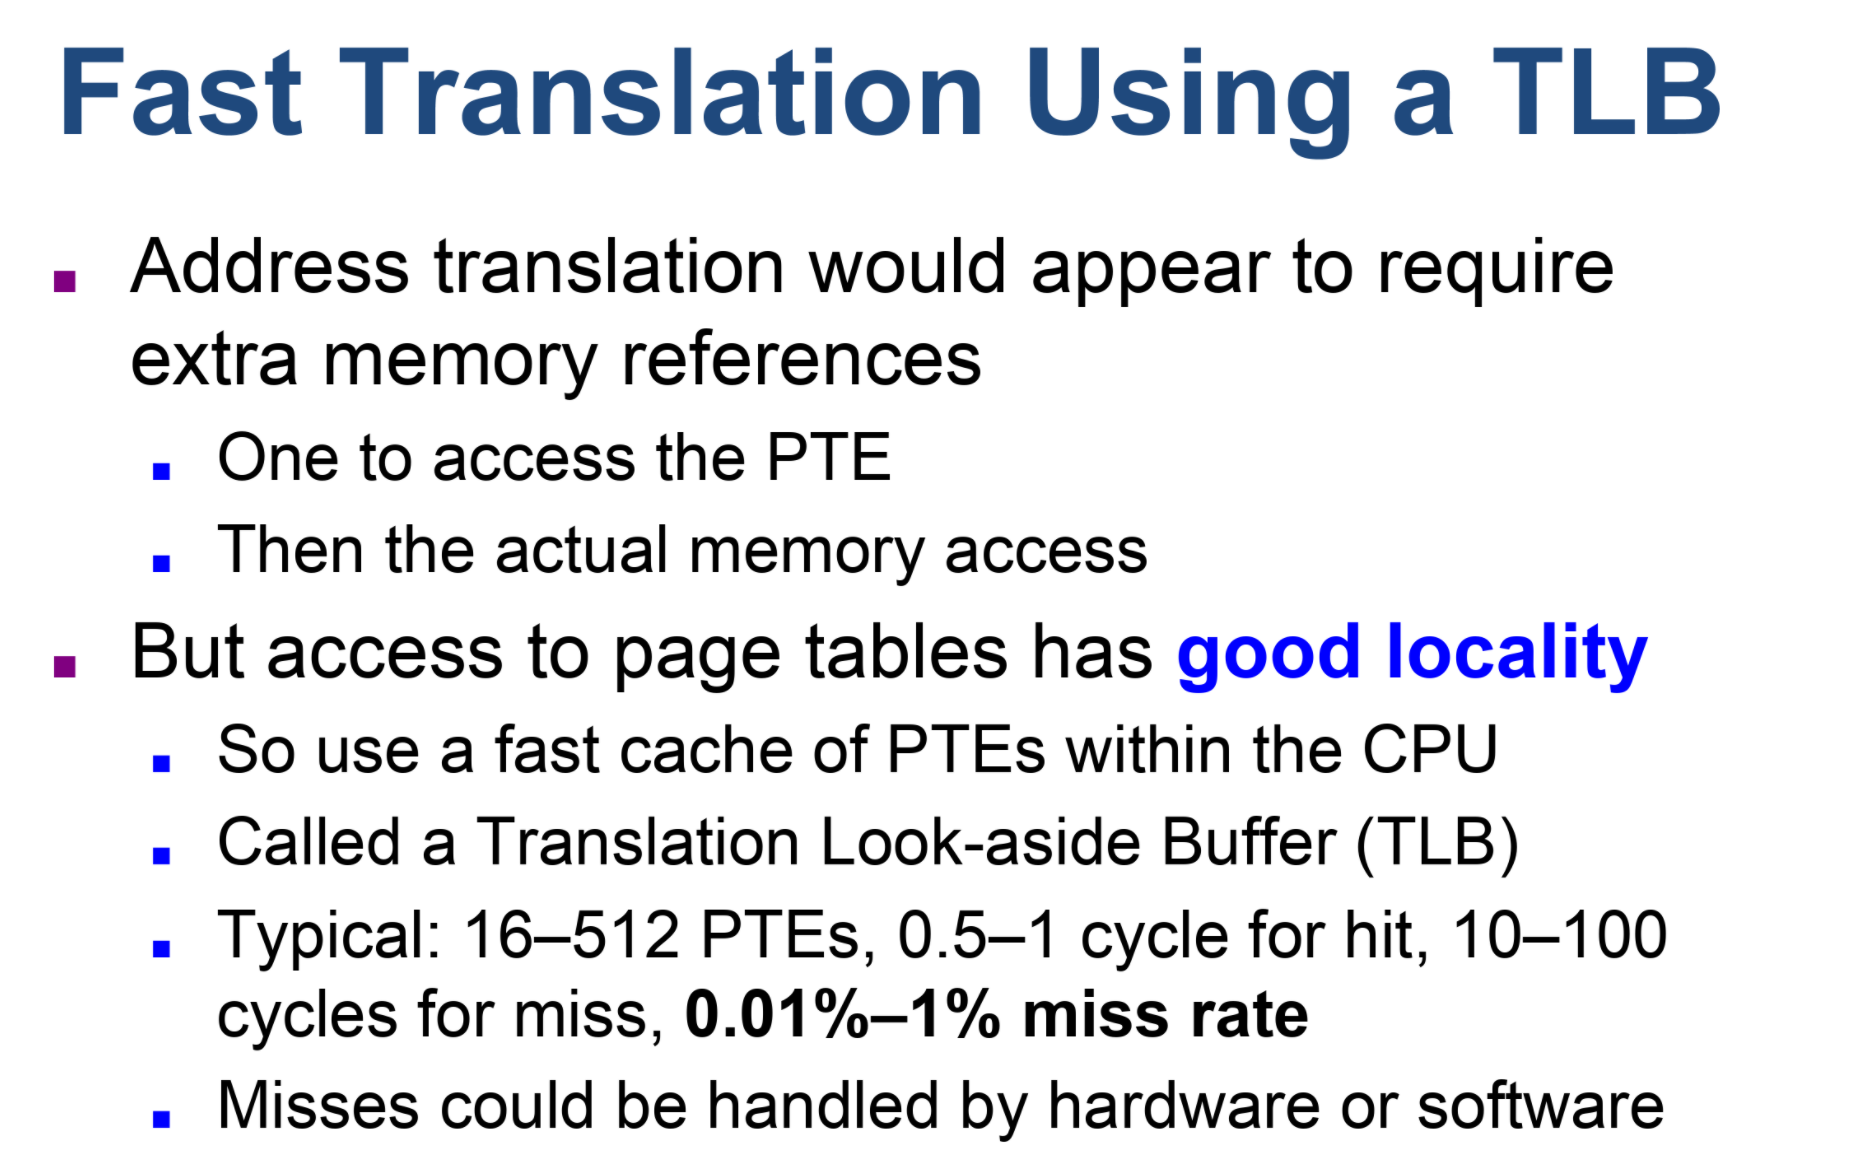 Fast Translation Using a TLB
Address translation would appear to require
extra memory references
One to access the PTE
Then the actual memory access
But access to page tables has good locality
So use a fast cache of PTEs within the CPU
Called a Translation Look-aside Buffer (TLB)
Typical: 16–512 PTEs, 0.5–1 cycle for hit, 10–100
cycles for miss, 0.01%–1% miss rate
Misses could be handled by hardware or software